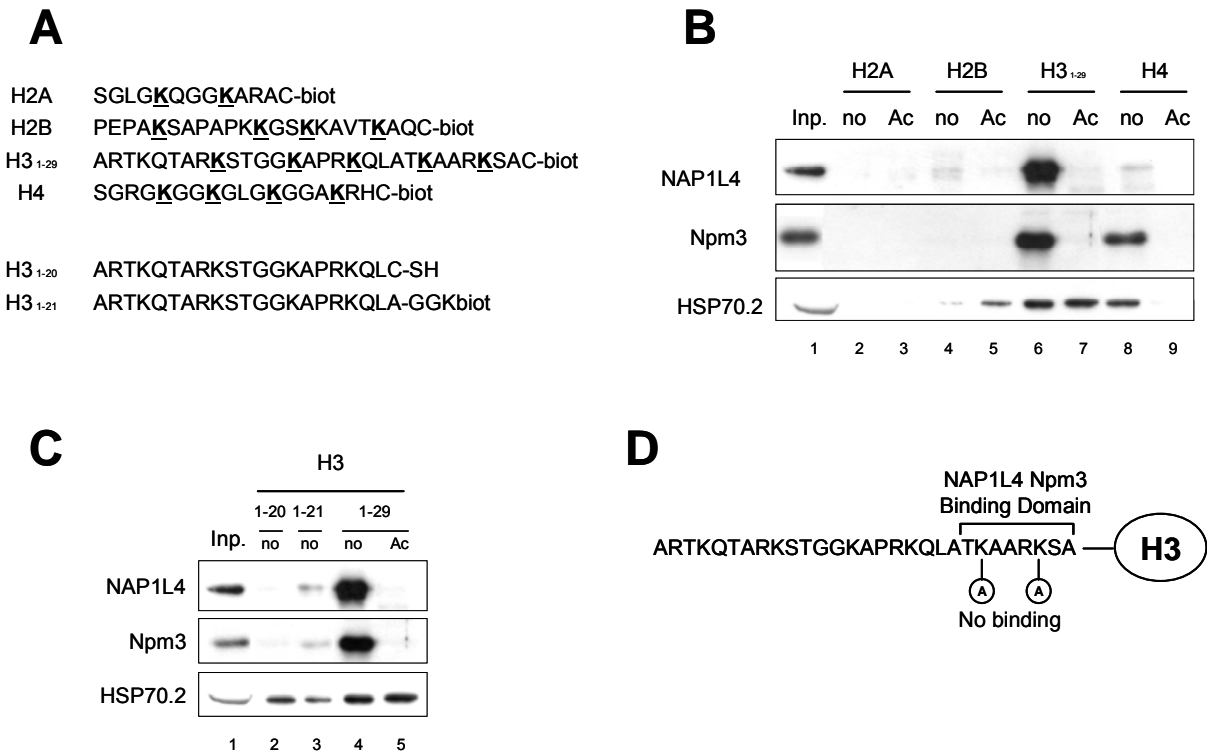 A
H2A SGLGKQGGKARAC-biot
H2B PEPAKSAPAPKKGSKKAVTKAQC-biot
H3 1-29 ARTKQTARKSTGGKAPRKQLATKAARKSAC-biot
H4 SGRGKGGKGLGKGGAKRHC-biot
H3 1-20 ARTKQTARKSTGGKAPRKQLC-SH
H3 1-21 ARTKQTARKSTGGKAPRKQLA-GGKbiot
B
H2A H2B H3 1-29 H4
Inp. no Ac no Ac no Ac no Ac
NAP1L4
Npm3
HSP70.2
1 2 3 4 5 6 7 8 9
C
H3
1-20 1-21 1-29
Inp. no no no Ac
NAP1L4
Npm3
HSP70.2
1 2 3 4 5
D
NAP1L4 Npm3
Binding Domain
ARTKQTARKSTGGKAPRKQLATKAARKSA H3
A A
No binding